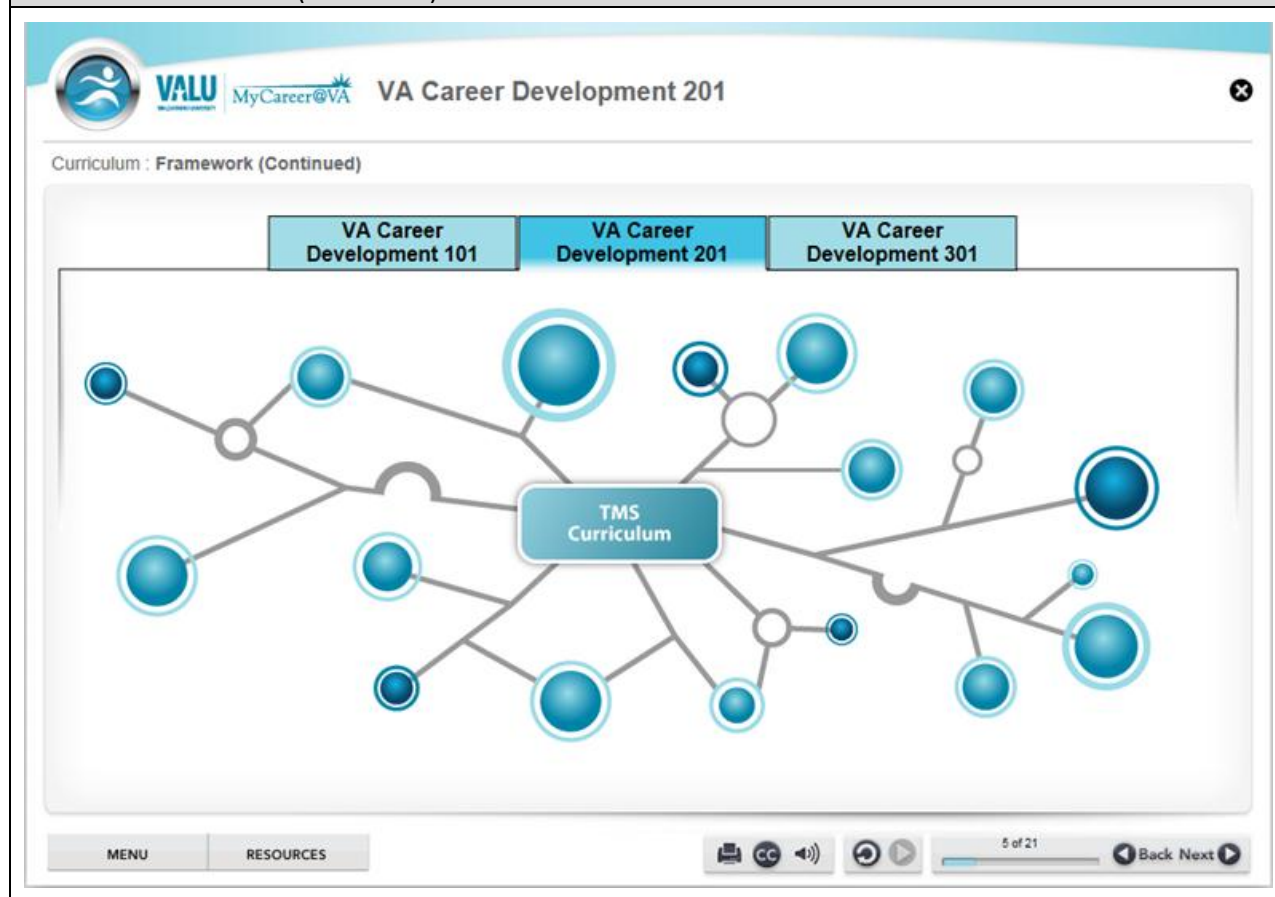 VALU
MyCareer@VA
VA Career Development 201
Curriculum : Framework (Continued)
VA Career
Development 101
VA Career
Development 201
VA Career
Development 301
TMS
Curriculum
MENU
RESOURCES
CC
5 of 21
Back Next